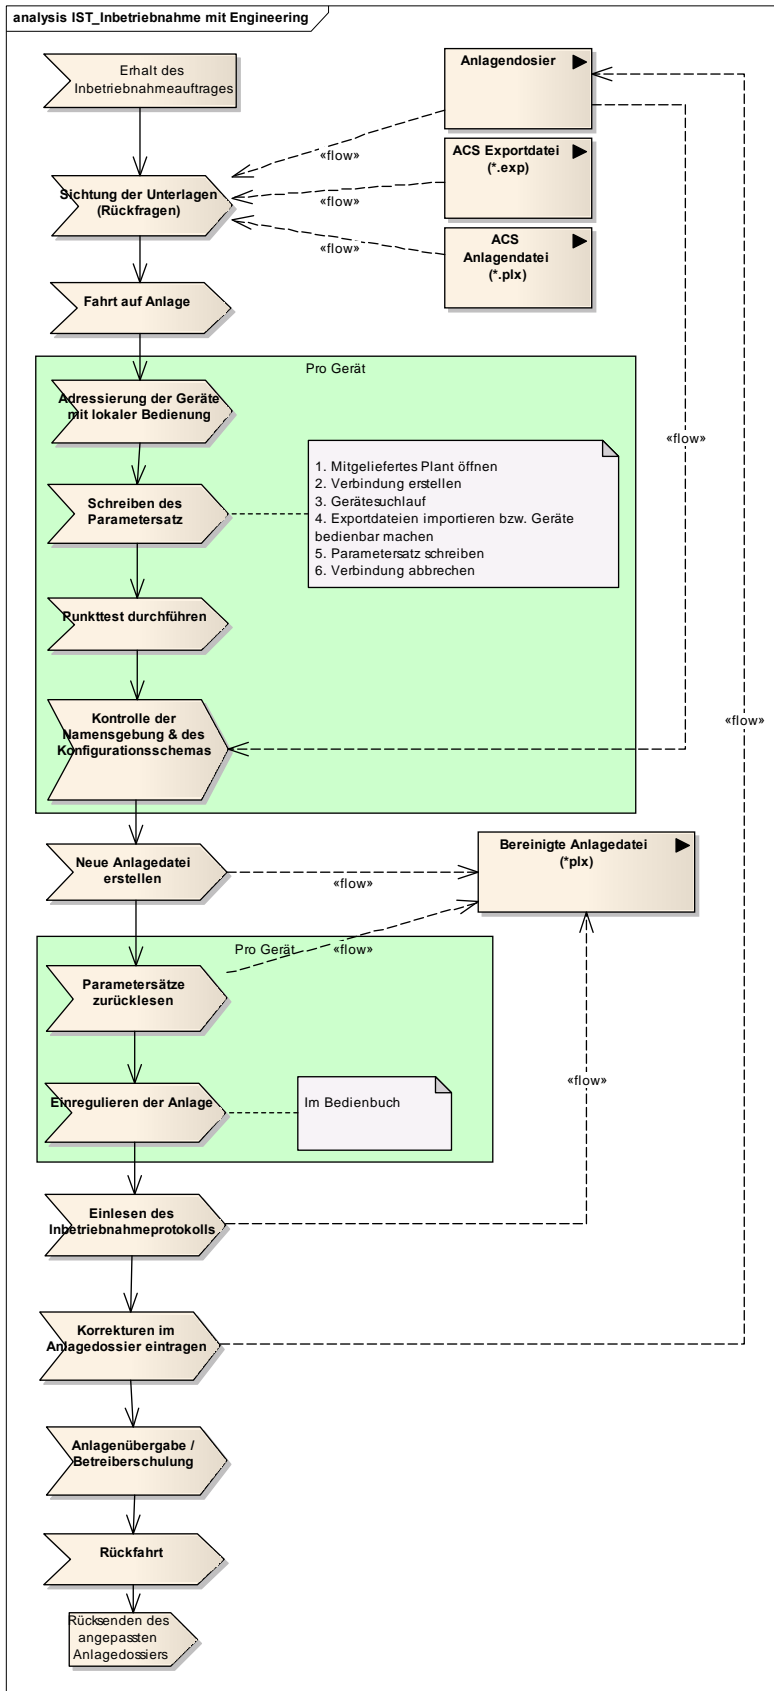 analysis IST_Inbetriebnahme mit Engineering
Erhalt des
Inbetriebnahmeauftrages
Anlagendosier
«flow»
ACS Exportdatei
(*.exp)
«flow»
Sichtung der Unterlagen
(Rückfragen)
ACS
Anlagendatei
(*.plx)
«flow»
Fahrt auf Anlage
Pro Gerät
Adressierung der Geräte
mit lokaler Bedienung
«flow»
1. Mitgeliefertes Plant öffnen
2. Verbindung erstellen
3. Gerätesuchlauf
4. Exportdateien importieren bzw. Geräte
bedienbar machen
5. Parametersatz schreiben
6. Verbindung abbrechen
Schreiben des
Parametersatz
Punkttest durchführen
Kontrolle der
Namensgebung & des
Konfigurationsschemas
«flow»
Neue Anlagedatei
erstellen
«flow»
Bereinigte Anlagedatei
(*plx)
Pro Gerät
«flow»
Parametersätze
zurücklesen
«flow»
Einregulieren der Anlage
Im Bedienbuch
Einlesen des
Inbetriebnahmeprotokolls
Korrekturen im
Anlagedossier eintragen
Anlagenübergabe /
Betreiberschulung
Rückfahrt
Rücksenden des
angepassten
Anlagedossiers